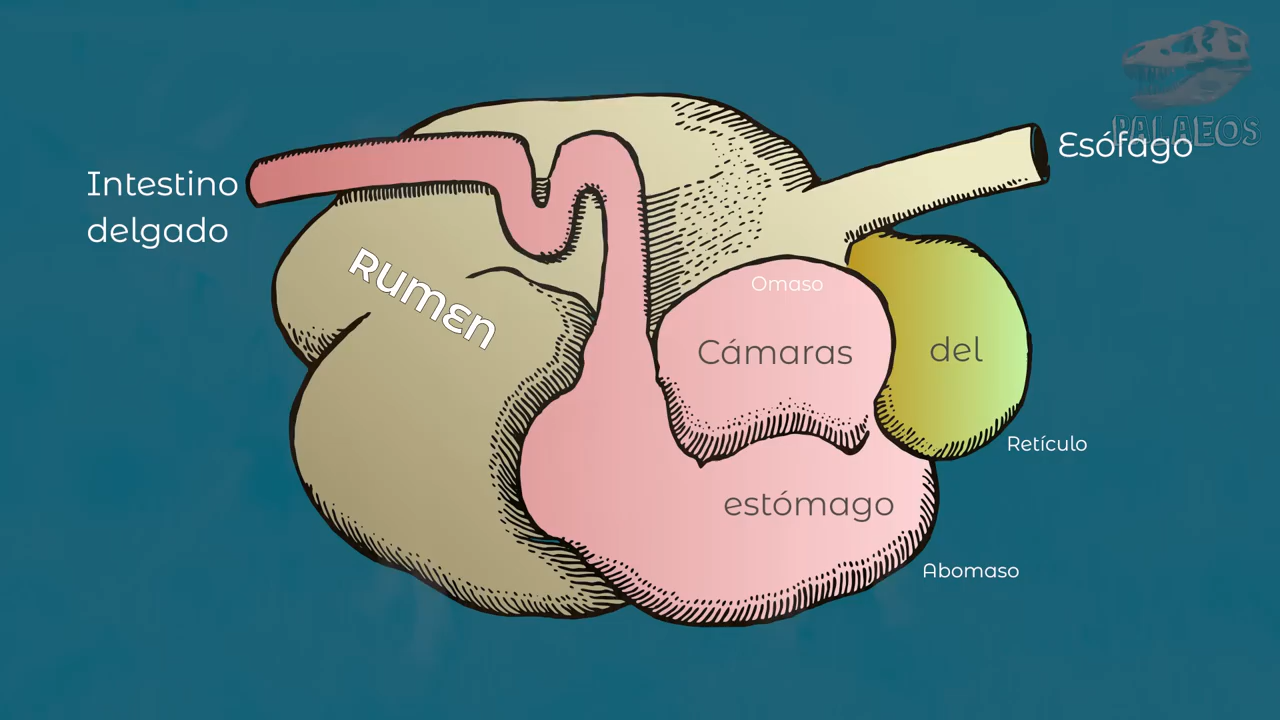 PALAEOS
Esófago
Intestino
delgado
Rumen
Omaso
Cámaras del
Retículo
estómago
Abomaso